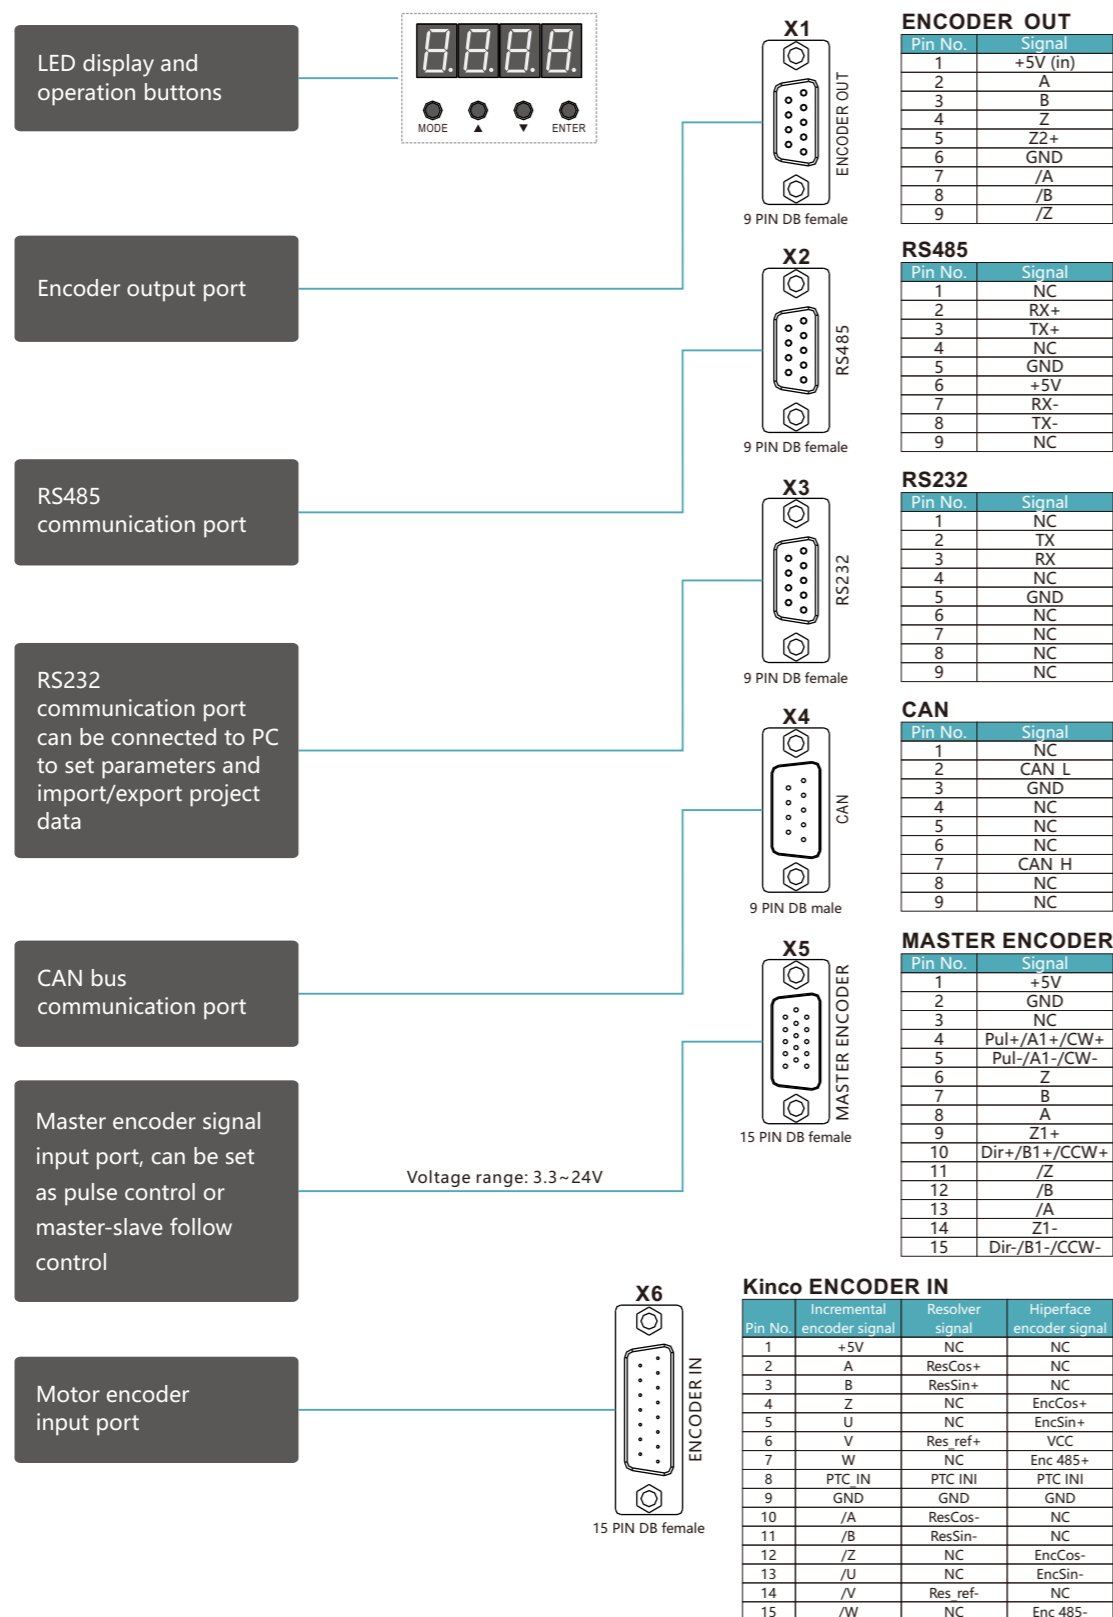 LED display and
operation buttons
8.8.8.8.
MODE ▲ ▼ ENTER
X1
ENCODER OUT
9 PIN DB female
ENCODER OUT
Pin No. Signal
1 +5V (in)
2 A
3 B
4 Z
5 Z2+
6 GND
7 /A
8 /B
9 /Z
Encoder output port
X2
RS485
9 PIN DB female
RS485
Pin No. Signal
1 NC
2 RX+
3 TX+
4 NC
5 GND
6 +5V
7 RX-
8 TX-
9 NC
RS485
communication port
X3
RS232
9 PIN DB female
RS232
Pin No. Signal
1 NC
2 TX
3 RX
4 NC
5 GND
6 NC
7 NC
8 NC
9 NC
RS232
communication port
can be connected to PC
to set parameters and
import/export project
data
X4
CAN
9 PIN DB male
CAN
Pin No. Signal
1 NC
2 CAN_L
3 GND
4 NC
5 NC
6 NC
7 CAN_H
8 NC
9 NC
CAN bus
communication port
X5
MASTER ENCODER
15 PIN DB female
MASTER ENCODER
Pin No. Signal
1 +5V
2 GND
3 NC
4 Pul+/A1+/CW+
5 Pul-/A1-/CW-
6 Z
7 B
8 A
9 Z1+
10 Dir+/B1+/CCW+
11 /Z
12 /B
13 /A
14 Z1-
15 Dir-/B1-/CCW-
Master encoder signal
input port, can be set
as pulse control or
master-slave follow
control
Voltage range: 3.3~24V
Motor encoder
input port
X6
ENCODER IN
15 PIN DB female
Kinco ENCODER IN
Incremental Resolver Hiperface
Pin No. encoder signal signal encoder signal
1 +5V NC NC
2 A ResCos+ NC
3 B ResSin+ NC
4 Z NC EncCos+
5 U NC EncSin+
6 V Res_ref+ VCC
7 W NC Enc 485+
8 PTC_IN PTC INI PTC INI
9 GND GND GND
10 /A ResCos- NC
11 /B ResSin- NC
12 /Z NC EncCos-
13 /U NC EncSin-
14 /V Res_ref- NC
15 /W NC Enc 485-